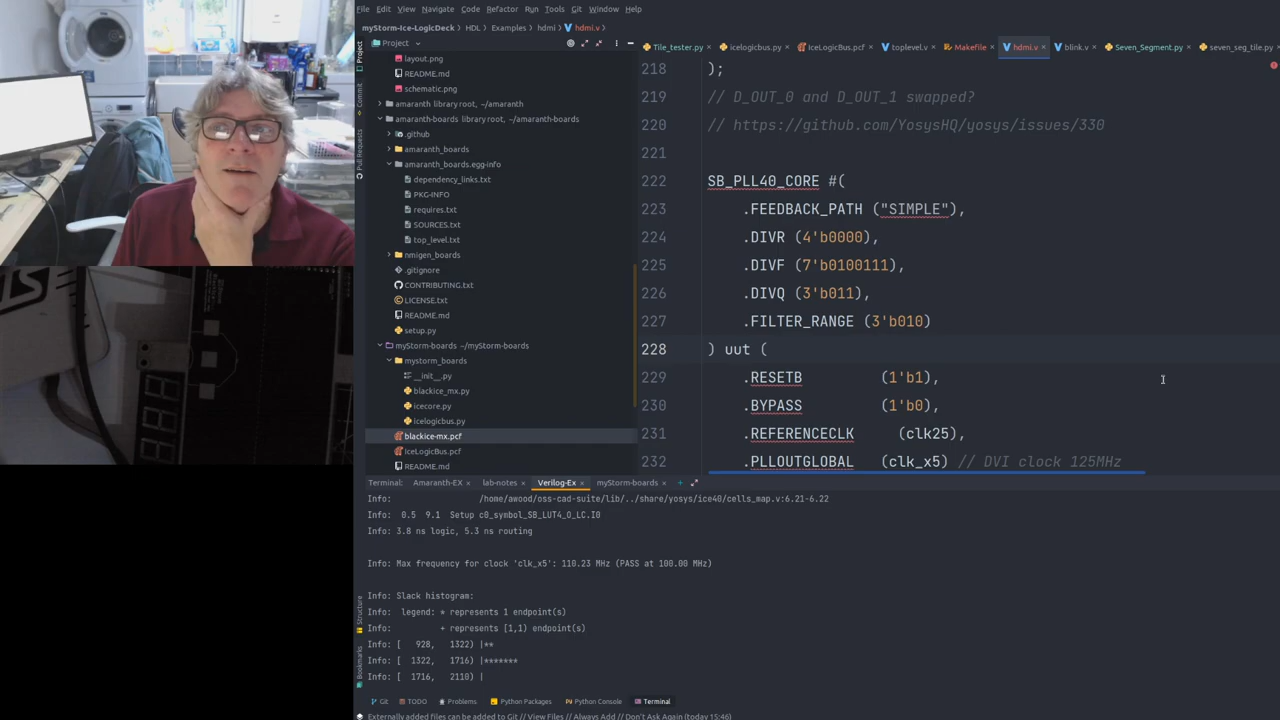 File Edit View Navigate Code Refactor Run Tools Git Window Help
myStorm-Ice-LogicDeck > HDL > Examples > hdmi > hdmi.v
Project
Tile_tester.py × icelogicbus.py × IceLogicBus.pcf × toplevel.v × Makefile × hdmi.v × blink.v × Seven_Segment.py × seven_seg_tile.py ×
layout.png
README.md
schematic.png
amaranth library root, ~/amaranth
amaranth-boards library root, ~/amaranth-boards
.github
amaranth_boards
amaranth_boards.egg-info
dependency_links.txt
PKG-INFO
requires.txt
SOURCES.txt
top_level.txt
nmigen_boards
.gitignore
CONTRIBUTING.txt
LICENSE.txt
README.md
setup.py
myStorm-boards ~/myStorm-boards
mystorm_boards
__init__.py
blackice_mx.py
icecore.py
icelogicbus.py
blackice-mx.pcf
IceLogicBus.pcf
README.md
218 );
219 // D_OUT_0 and D_OUT_1 swapped?
220 // https://github.com/YosysHQ/yosys/issues/330
221
222 SB_PLL40_CORE #(
223 .FEEDBACK_PATH ("SIMPLE"),
224 .DIVR (4'b0000),
225 .DIVF (7'b0100111),
226 .DIVQ (3'b011),
227 .FILTER_RANGE (3'b010)
228 ) uut (
229 .RESETB (1'b1),
230 .BYPASS (1'b0),
231 .REFERENCECLK (clk25),
232 .PLLOUTGLOBAL (clk_x5) // DVI clock 125MHz
Project
Commit
Pull Requests
Structure
Bookmarks
Terminal: Amaranth-EX × lab-notes × Verilog-Ex × myStorm-boards × +
Info: /home/awood/oss-cad-suite/lib/../share/yosys/ice40/cells_map.v:6.21-6.22
Info: 0.5 9.1 Setup c0_symbol_SB_LUT4_O_LC.I0
Info: 3.8 ns logic, 5.3 ns routing
Info: Max frequency for clock 'clk_x5': 110.23 MHz (PASS at 100.00 MHz)
Info: Slack histogram:
Info: legend: * represents 1 endpoint(s)
Info: + represents [1,1) endpoint(s)
Info: [ 928, 1322) |**
Info: [ 1322, 1716) |*******
Info: [ 1716, 2110) |
Git TODO Problems Python Packages Python Console Terminal
Externally added files can be added to Git // View Files // Always Add // Don't Ask Again (today 15:46)